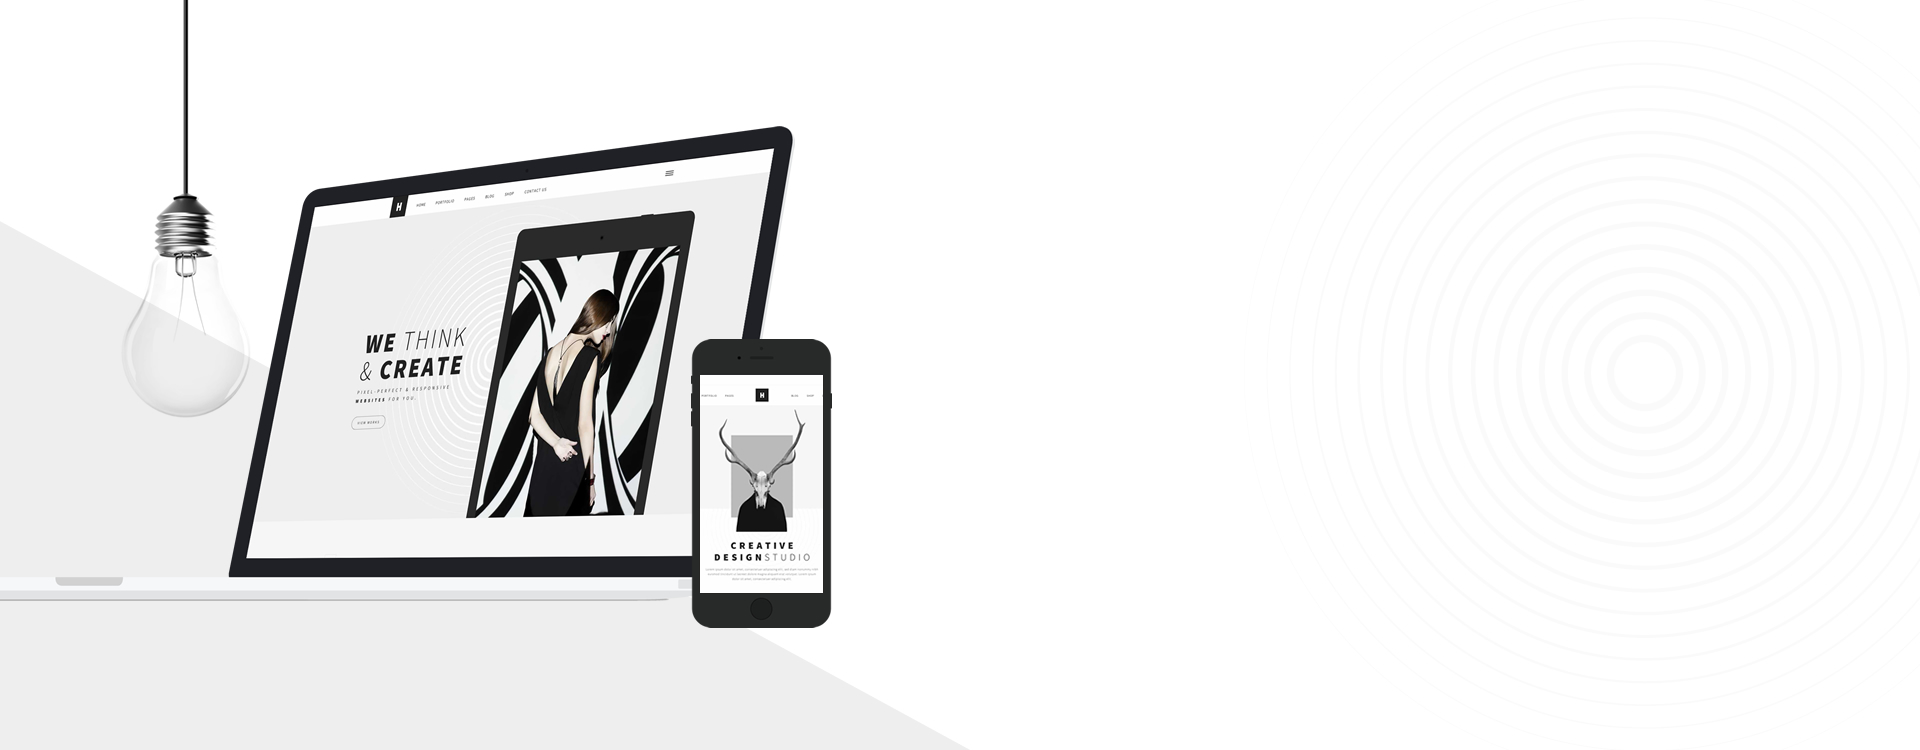 H HOME PORTFOLIO PAGES BLOG SHOP CONTACT US
WE THINK
& CREATE
PIXEL-PERFECT & RESPONSIVE
WEBSITES FOR YOU.
VIEW WORKS
PORTFOLIO PAGES H BLOG SHOP
CREATIVE
DESIGNSTUDIO